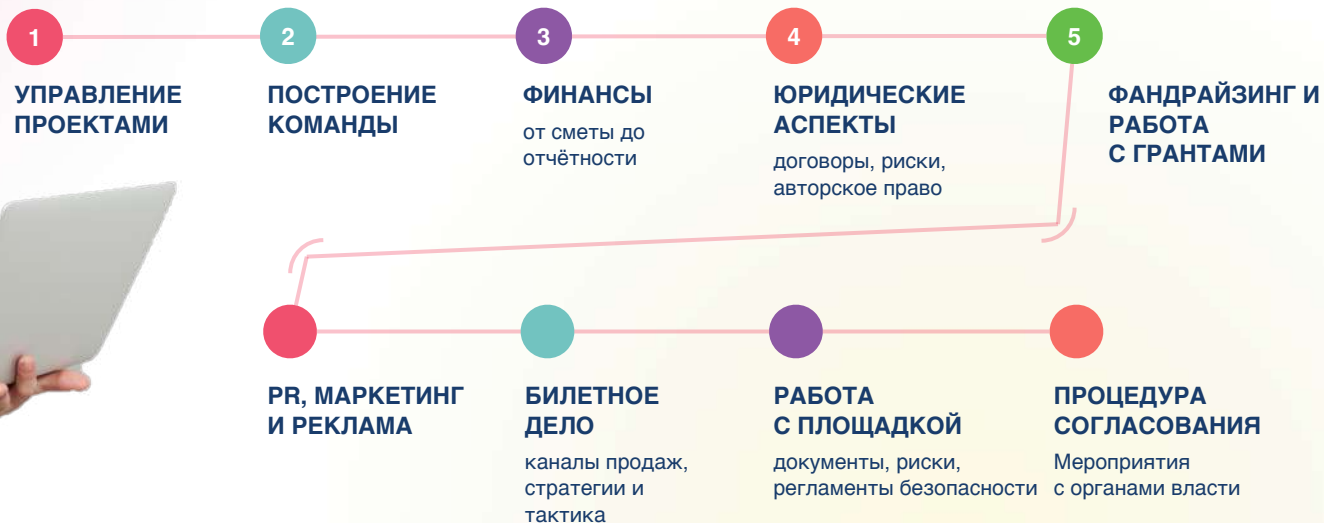 1
УПРАВЛЕНИЕ
ПРОЕКТАМИ
2
ПОСТРОЕНИЕ
КОМАНДЫ
3
ФИНАНСЫ
от сметы до
отчётности
4
ЮРИДИЧЕСКИЕ
АСПЕКТЫ
договоры, риски,
авторское право
5
ФАНДРАЙЗИНГ И
РАБОТА
С ГРАНТАМИ
PR, МАРКЕТИНГ
И РЕКЛАМА
БИЛЕТНОЕ
ДЕЛО
каналы продаж,
стратегии и
тактика
РАБОТА
С ПЛОЩАДКОЙ
документы, риски,
регламенты безопасности
ПРОЦЕДУРА
СОГЛАСОВАНИЯ
Мероприятия
с органами власти